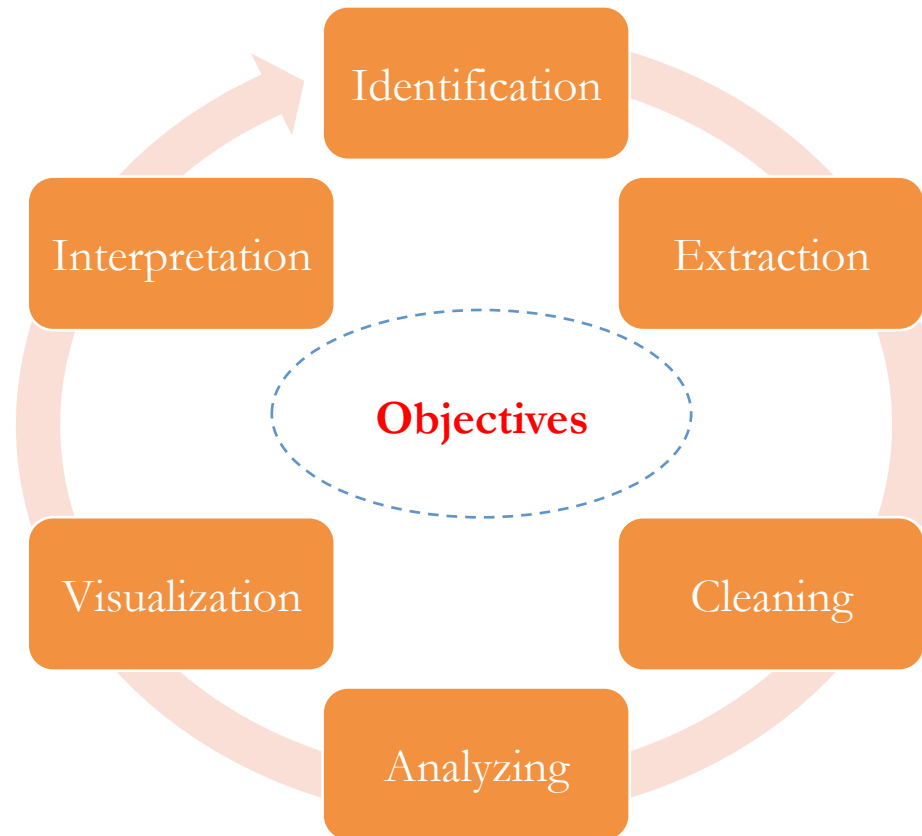 Identification
Extraction
Cleaning
Analyzing
Visualization
Interpretation
Objectives